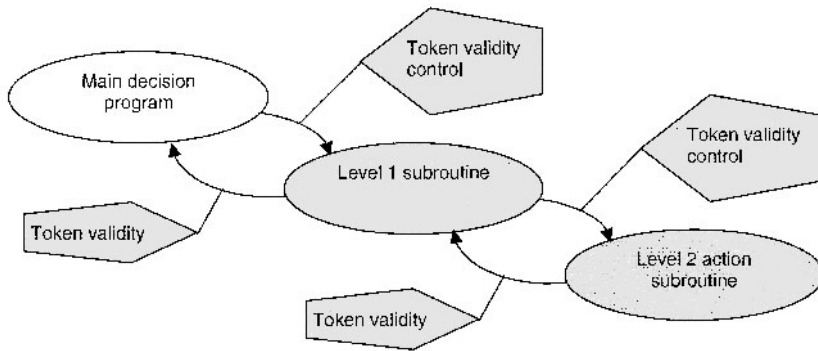 Token validity
control
Main decision
program
Token validity
control
Level 1 subroutine
Token validity
Level 2 action
subroutine
Token validity